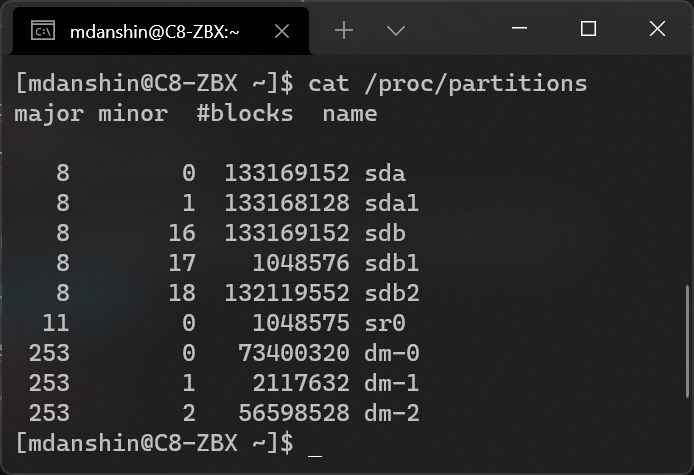 mdanshin@C8-ZBX:~
[mdanshin@C8-ZBX ~]$ cat /proc/partitions
major minor  #blocks  name
   8        0  133169152 sda
   8        1  133168128 sda1
   8       16  133169152 sdb
   8       17    1048576 sdb1
   8       18  132119552 sdb2
  11        0    1048575 sr0
 253        0   73400320 dm-0
 253        1    2117632 dm-1
 253        2   56598528 dm-2
[mdanshin@C8-ZBX ~]$ _